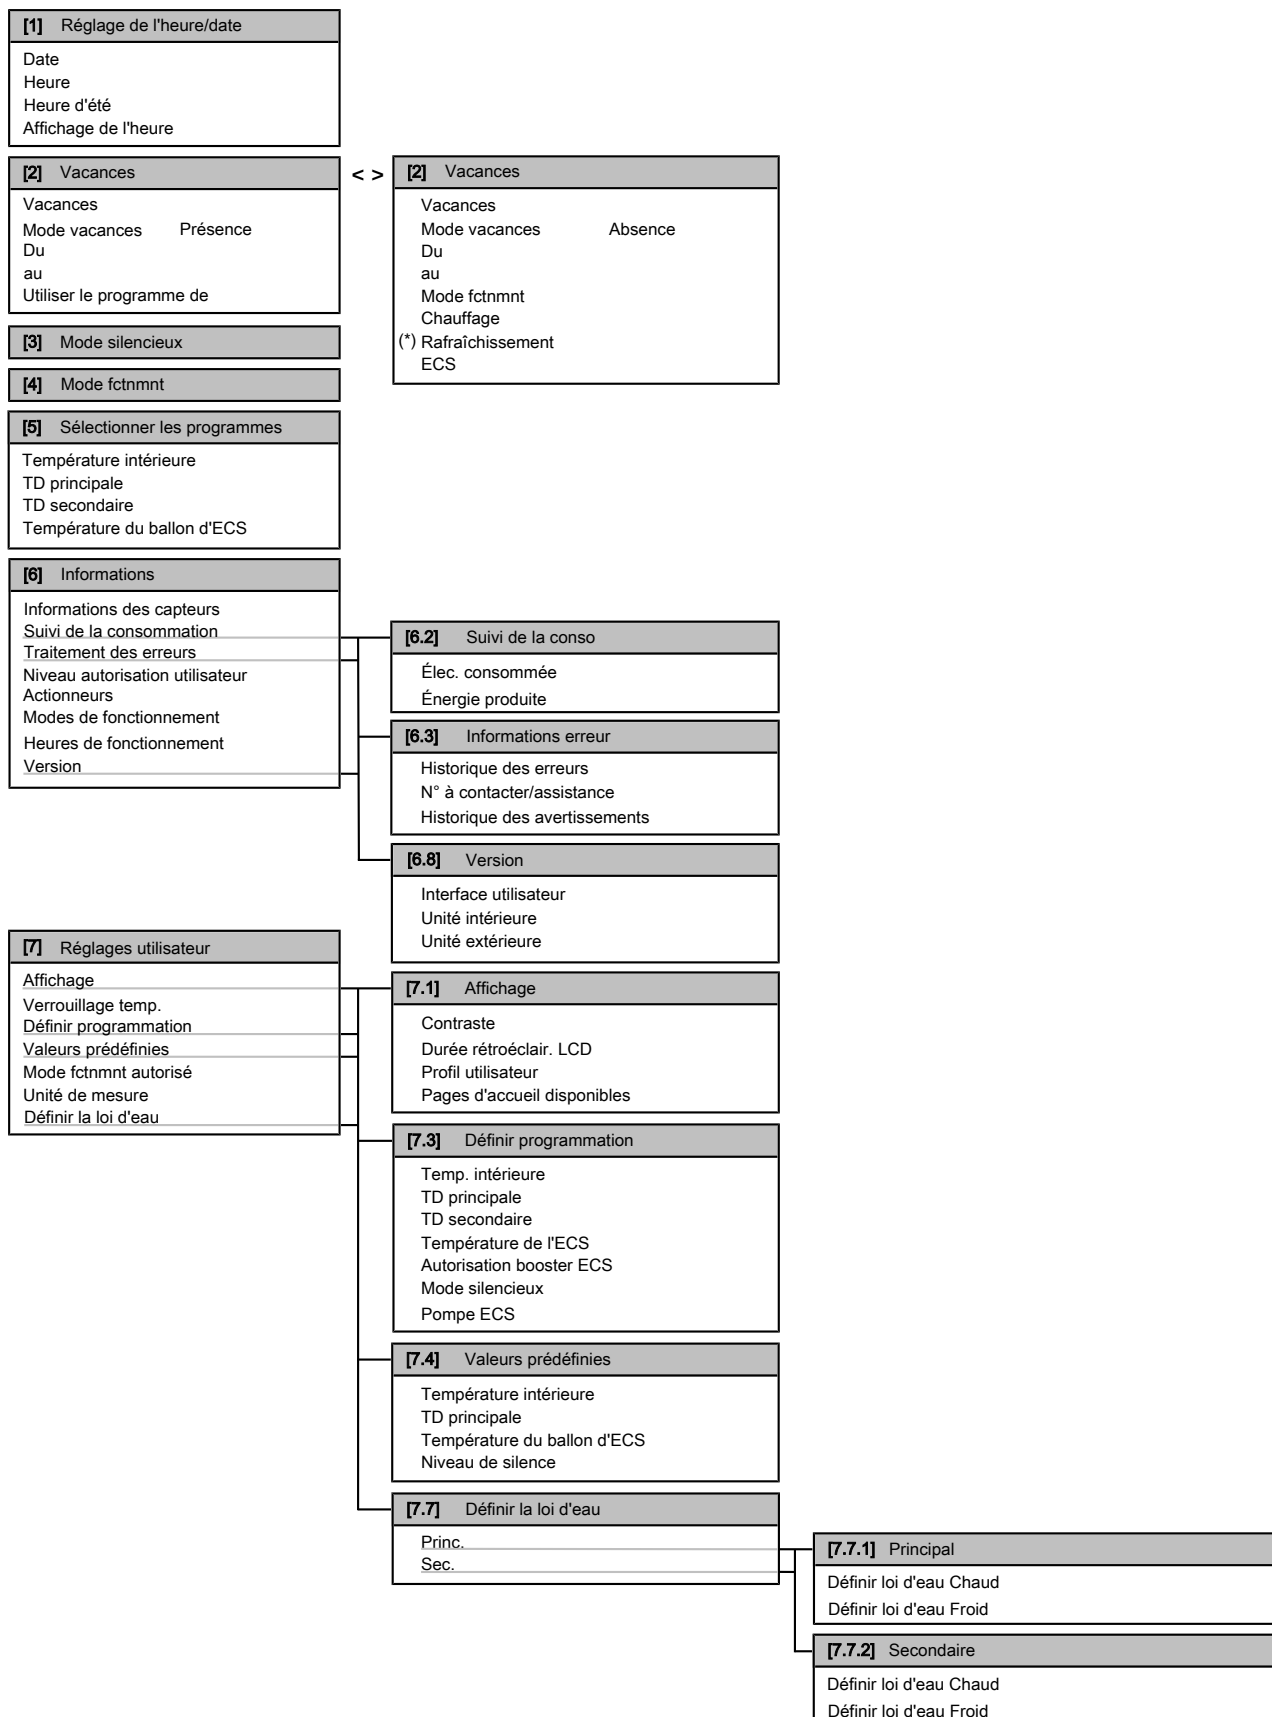 [1] Réglage de l'heure/date
Date
Heure
Heure d'été
Affichage de l'heure
[2] Vacances
Vacances
Mode vacances Présence
Du
au
Utiliser le programme de
< >
[2] Vacances
Vacances
Mode vacances Absence
Du
au
Mode fctnmnt
Chauffage
(*) Rafraîchissement
ECS
[3] Mode silencieux
[4] Mode fctnmnt
[5] Sélectionner les programmes
Température intérieure
TD principale
TD secondaire
Température du ballon d'ECS
[6] Informations
Informations des capteurs
Suivi de la consommation
Traitement des erreurs
Niveau autorisation utilisateur
Actionneurs
Modes de fonctionnement
Heures de fonctionnement
Version
[6.2] Suivi de la conso
Élec. consommée
Énergie produite
[6.3] Informations erreur
Historique des erreurs
N° à contacter/assistance
Historique des avertissements
[6.8] Version
Interface utilisateur
Unité intérieure
Unité extérieure
[7] Réglages utilisateur
Affichage
Verrouillage temp.
Définir programmation
Valeurs prédéfinies
Mode fctnmnt autorisé
Unité de mesure
Définir la loi d'eau
[7.1] Affichage
Contraste
Durée rétroéclair. LCD
Profil utilisateur
Pages d'accueil disponibles
[7.3] Définir programmation
Temp. intérieure
TD principale
TD secondaire
Température de l'ECS
Autorisation booster ECS
Mode silencieux
Pompe ECS
[7.4] Valeurs prédéfinies
Température intérieure
TD principale
Température du ballon d'ECS
Niveau de silence
[7.7] Définir la loi d'eau
Princ.
Sec.
[7.7.1] Principal
Définir loi d'eau Chaud
Définir loi d'eau Froid
[7.7.2] Secondaire
Définir loi d'eau Chaud
Définir loi d'eau Froid